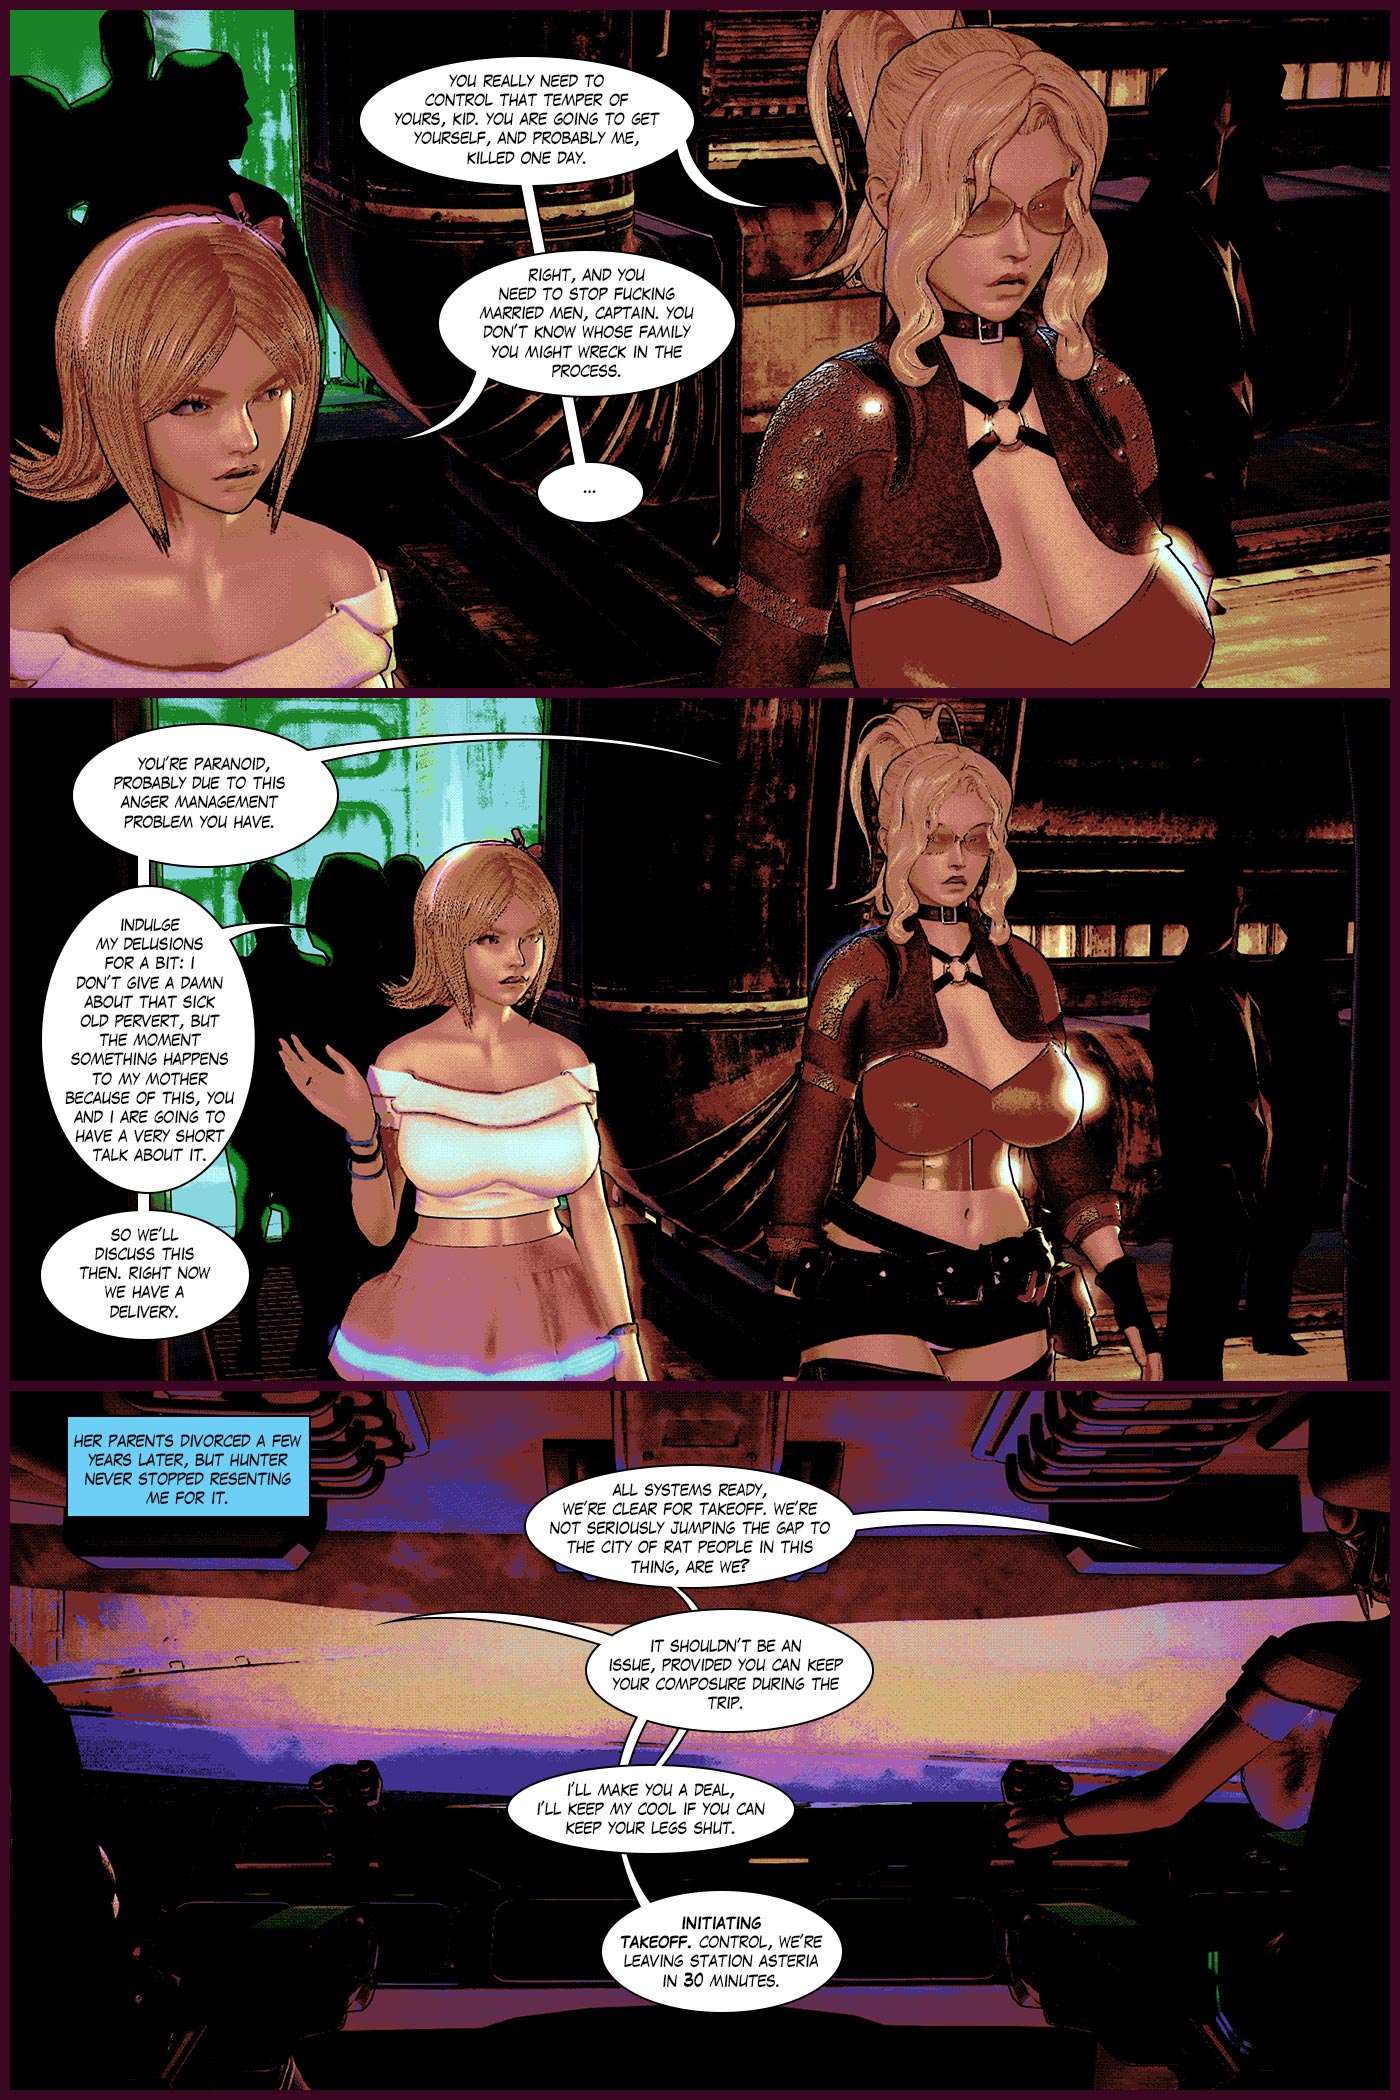 YOU REALLY NEED TO
CONTROL THAT TEMPER OF
YOURS, KID. YOU ARE GOING TO GET
YOURSELF, AND PROBABLY ME,
KILLED ONE DAY.
RIGHT, AND YOU
NEED TO STOP FUCKING
MARRIED MEN, CAPTAIN. YOU
DON'T KNOW WHOSE FAMILY
YOU MIGHT WRECK IN THE
PROCESS.
...
YOU'RE PARANOID,
PROBABLY DUE TO THIS
ANGER MANAGEMENT
PROBLEM YOU HAVE.
INDULGE
MY DELUSIONS
FOR A BIT: I
DON'T GIVE A DAMN
ABOUT THAT SICK
OLD PERVERT, BUT
THE MOMENT
SOMETHING HAPPENS
TO MY MOTHER
BECAUSE OF THIS, YOU
AND I ARE GOING TO
HAVE A VERY SHORT
TALK ABOUT IT.
SO WE'LL
DISCUSS THIS
THEN. RIGHT NOW
WE HAVE A
DELIVERY.
HER PARENTS DIVORCED A FEW
YEARS LATER, BUT HUNTER
NEVER STOPPED RESENTING
ME FOR IT.
ALL SYSTEMS READY,
WE'RE CLEAR FOR TAKEOFF. WE'RE
NOT SERIOUSLY JUMPING THE GAP TO
THE CITY OF RAT PEOPLE IN THIS
THING, ARE WE?
IT SHOULDN'T BE AN
ISSUE, PROVIDED YOU CAN KEEP
YOUR COMPOSURE DURING THE
TRIP.
I'LL MAKE YOU A DEAL,
I'LL KEEP MY COOL IF YOU CAN
KEEP YOUR LEGS SHUT.
INITIATING
TAKEOFF. CONTROL, WE'RE
LEAVING STATION ASTERIA
IN 30 MINUTES.